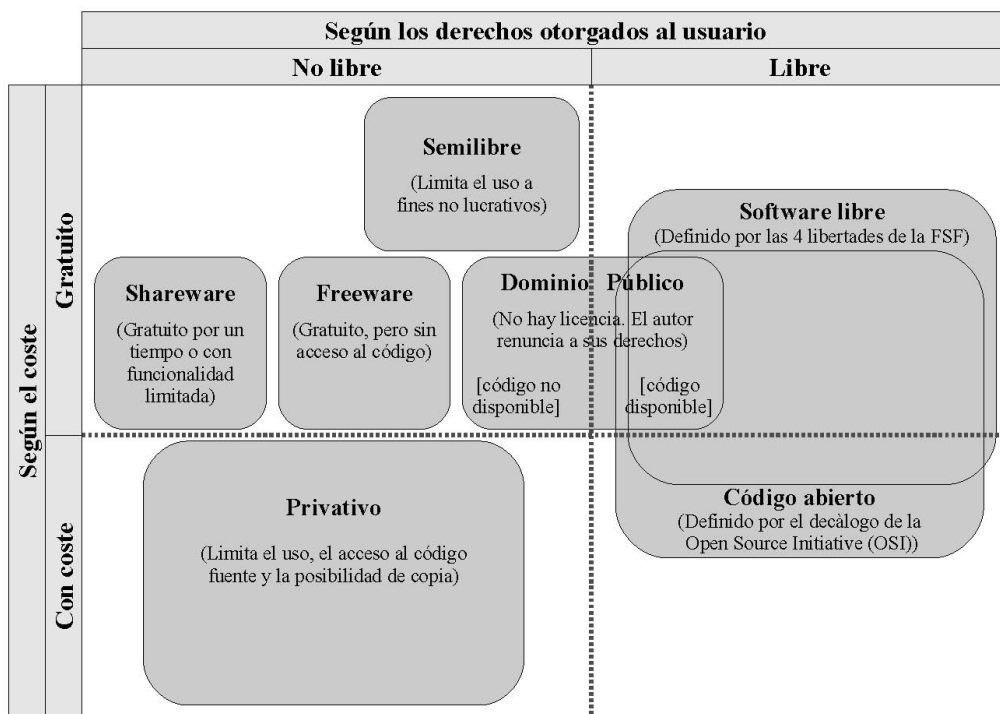 Según los derechos otorgados al usuario
No libre
Libre
Según el coste
Gratuito
Con coste
Semilibre
(Limita el uso a
fines no lucrativos)
Shareware
(Gratuito por un
tiempo o con
funcionalidad
limitada)
Freeware
(Gratuito, pero sin
acceso al código)
Dominio Público
(No hay licencia. El autor
renuncia a sus derechos)
[código no
disponible]
[código
disponible]
Software libre
(Definido por las 4 libertades de la FSF)
Código abierto
(Definido por el decàlogo de la
Open Source Initiative (OSI))
Privativo
(Limita el uso, el acceso al código
fuente y la posibilidad de copia)